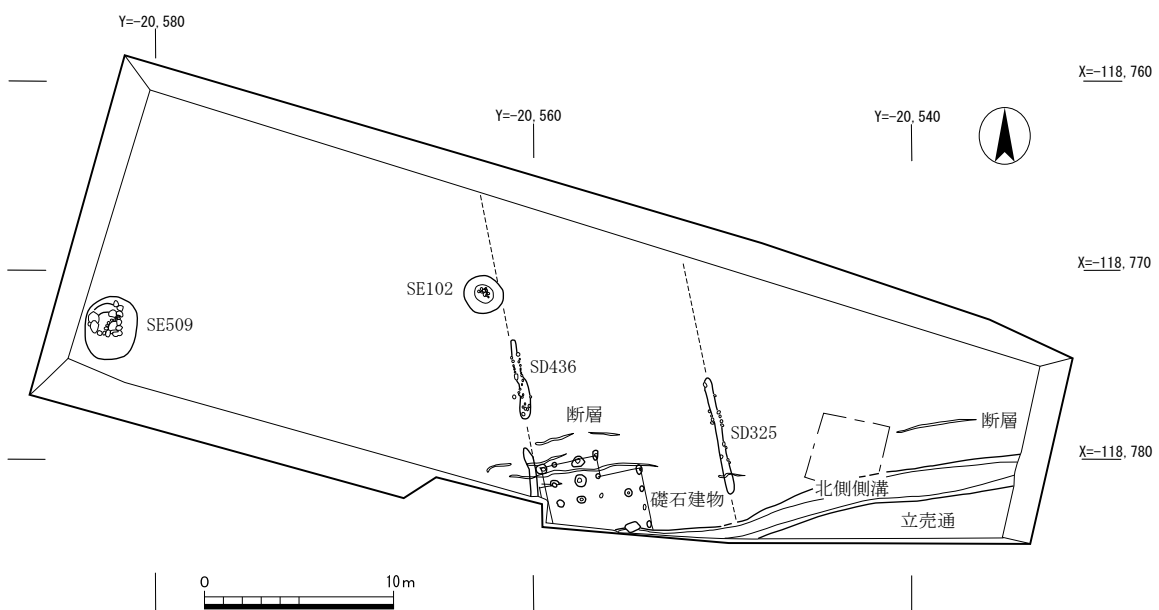 Y=-20,580
X=-118,760
Y=-20,560
Y=-20,540
X=-118,770
SE102
SE509
SD436
断層
SD325
断層
X=-118,780
北側側溝
礎石建物
立売通
0 10m